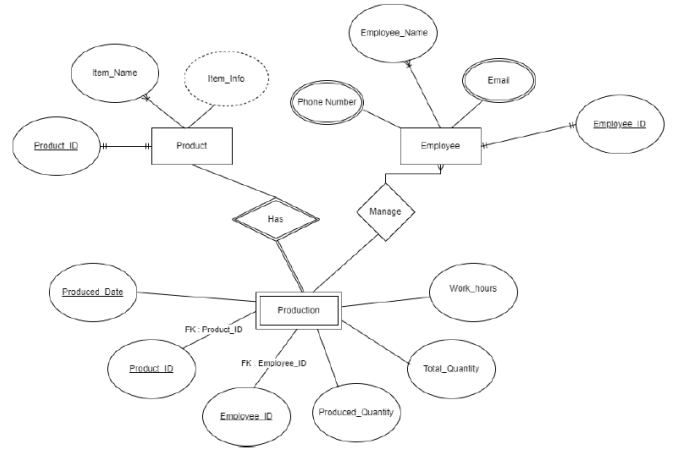 Employee_Name
Item_Name
Item_Info
Email
Phone Number
Employee_ID
Product_ID
Product
Employee
Has
Manage
Produced_Date
Work_hours
Production
FK : Product_ID
FK : Employee_ID
Product_ID
Total_Quantity
Employee_ID
Produced_Quantity